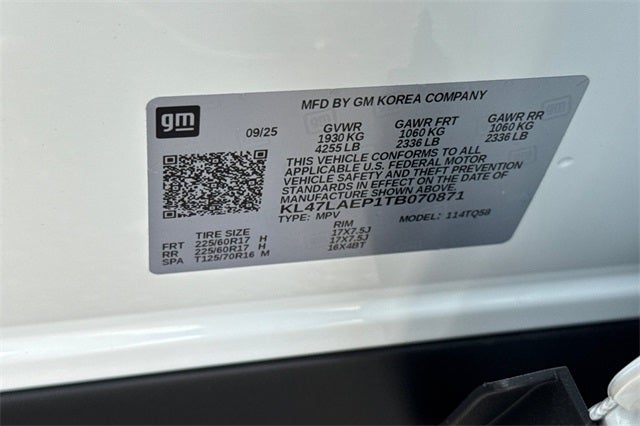 MFD BY GM KOREA COMPANY
gm 09/25 GVWR GAWR FRT GAWR RR
1930 KG 1060 KG 1060 KG
4255 LB 2336 LB 2336 LB
THIS VEHICLE CONFORMS TO ALL
APPLICABLE U.S. FEDERAL MOTOR
VEHICLE SAFETY AND THEFT PREVENTION
STANDARDS IN EFFECT ON THE DATE OF
MANUFACTURE SHOWN ABOVE.
KL47LAEP1TB070871
TYPE: MPV MODEL: 114TQ58
TIRE SIZE RIM
FRT 225/60R17 H 17X7.5J
RR 225/60R17 H 17X7.5J
SPA T125/70R16 M 16X4BT